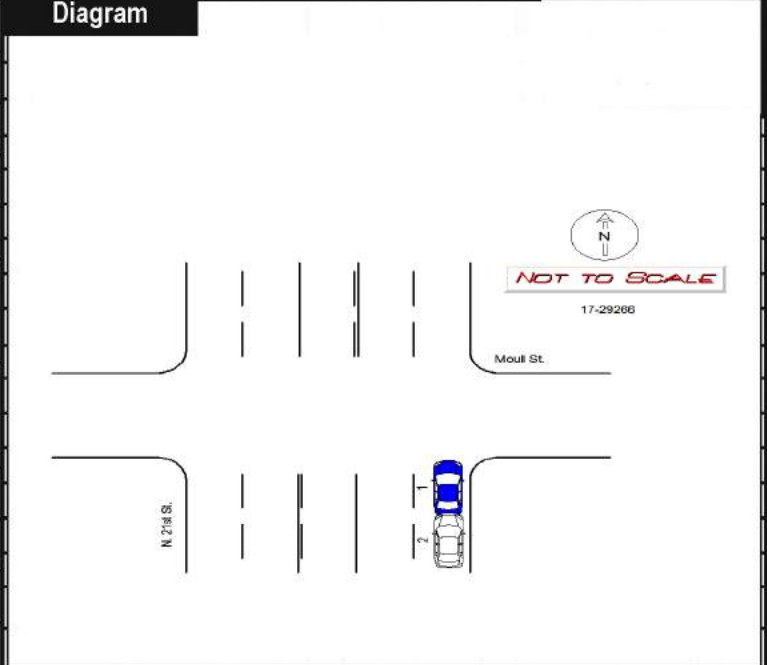 Diagram
N
NOT TO SCALE
17-29266
Moull St.
N. 21st St.
1
2